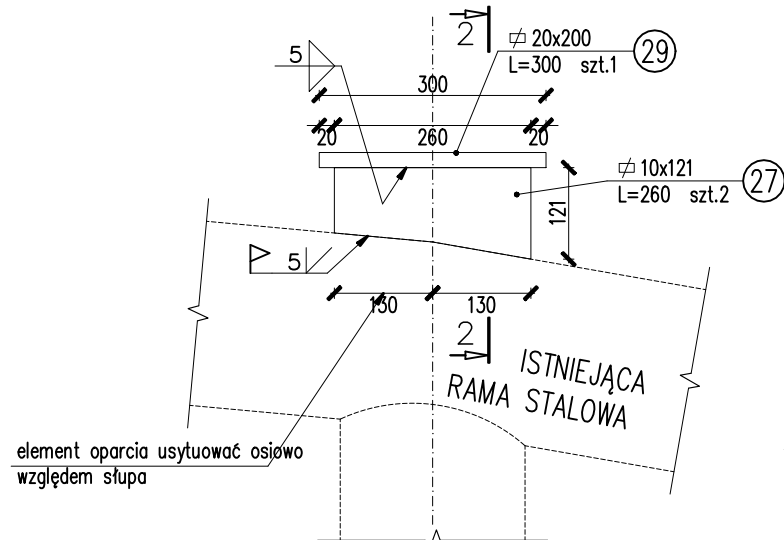 2
20x200
29
L=300 szt.1
5
300
20
260
20
10x121
27
L=260 szt.2
121
5
130
130
2
ISTNIEJĄCA
RAMA STALOWA
element oparcia usytuować osiowo
względem słupa